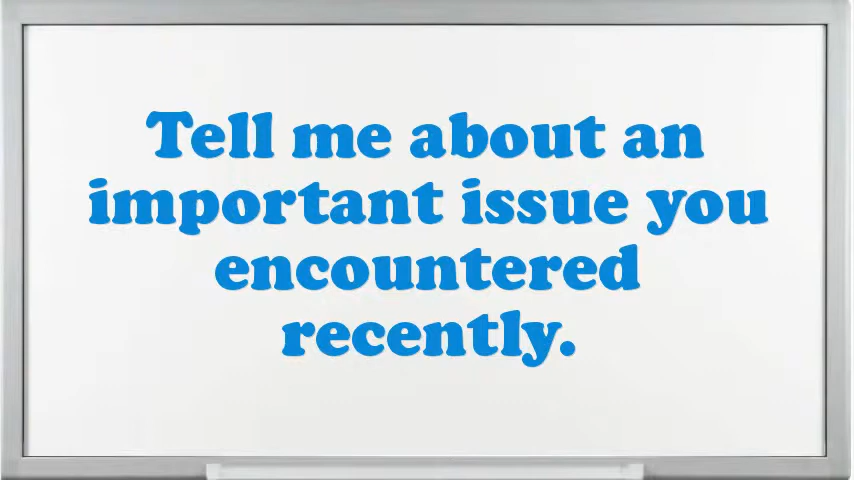 Tell me about an
important issue you
encountered
recently.